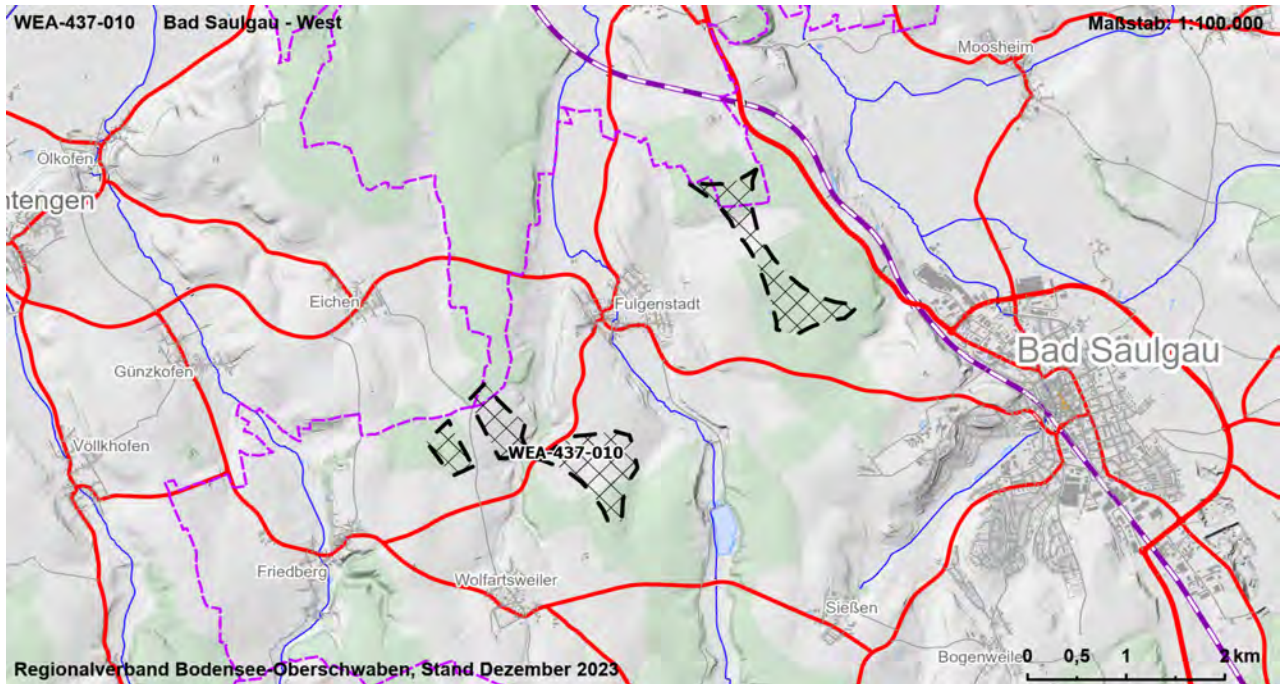 WEA-437-010 Bad Saulgau - West
Maßstab: 1:100.000
Moosheim
Ölkofen
ntengen
Eichen
Fulgenstadt
Bad Saulgau
Günzkofen
Völlkhofen
WEA-437-010
Friedberg
Wolfartsweiler
Sießen
Bogenweile
0 0,5 1 2 km
Regionalverband Bodensee-Oberschwaben, Stand Dezember 2023